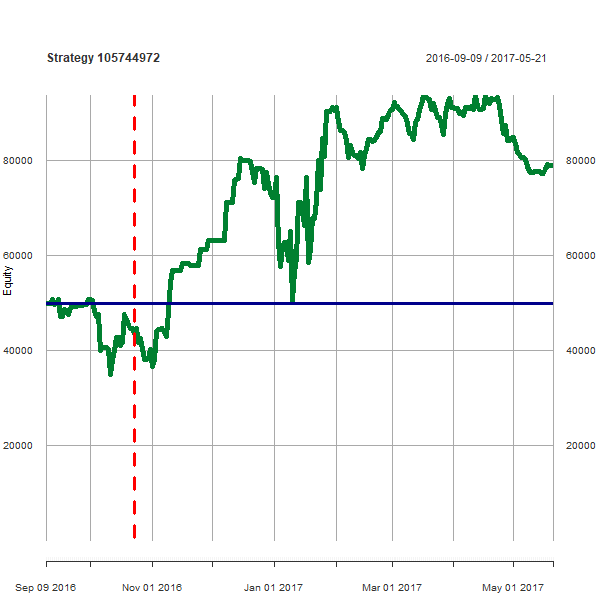 Strategy 105744972
2016-09-09 / 2017-05-21
80000
80000
60000
60000
Equity
40000
40000
20000
20000
Sep 09 2016
Nov 01 2016
Jan 01 2017
Mar 01 2017
May 01 2017